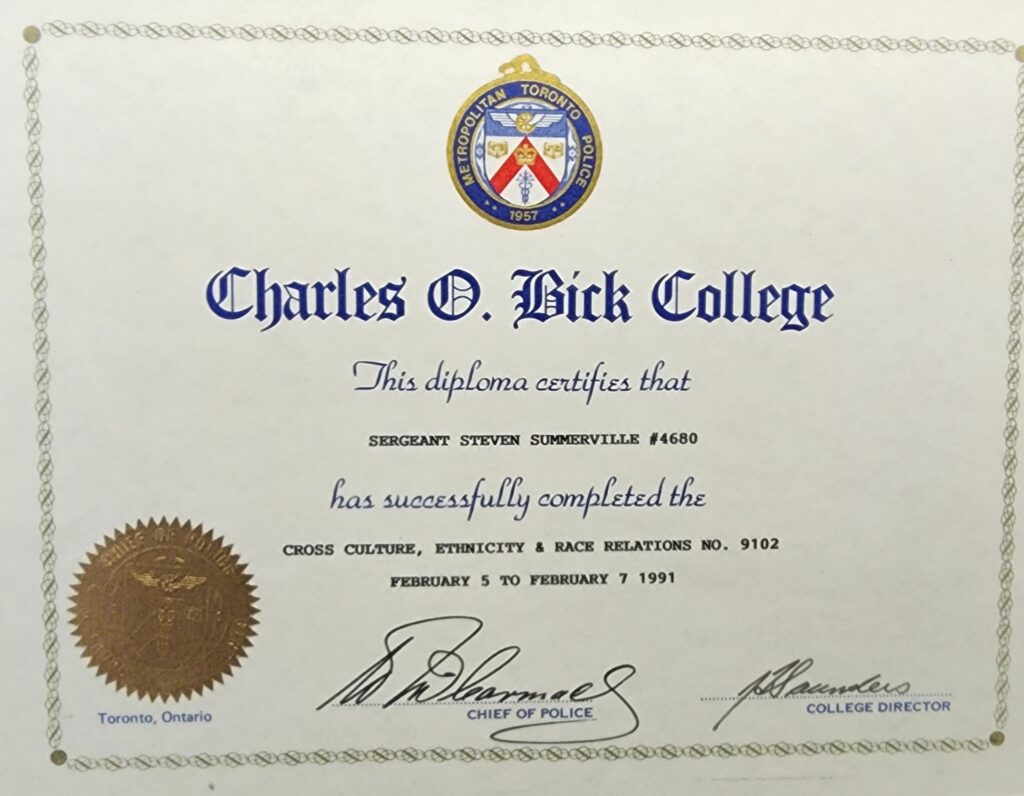 METROPOLITAN TORONTO POLICE
1957
Charles O. Bick College
This diploma certifies that
SERGEANT STEVEN SUMMERVILLE #4680
has successfully completed the
CROSS CULTURE, ETHNICITY & RACE RELATIONS NO. 9102
FEBRUARY 5 TO FEBRUARY 7 1991
CHIEF OF POLICE
COLLEGE DIRECTOR
Toronto, Ontario